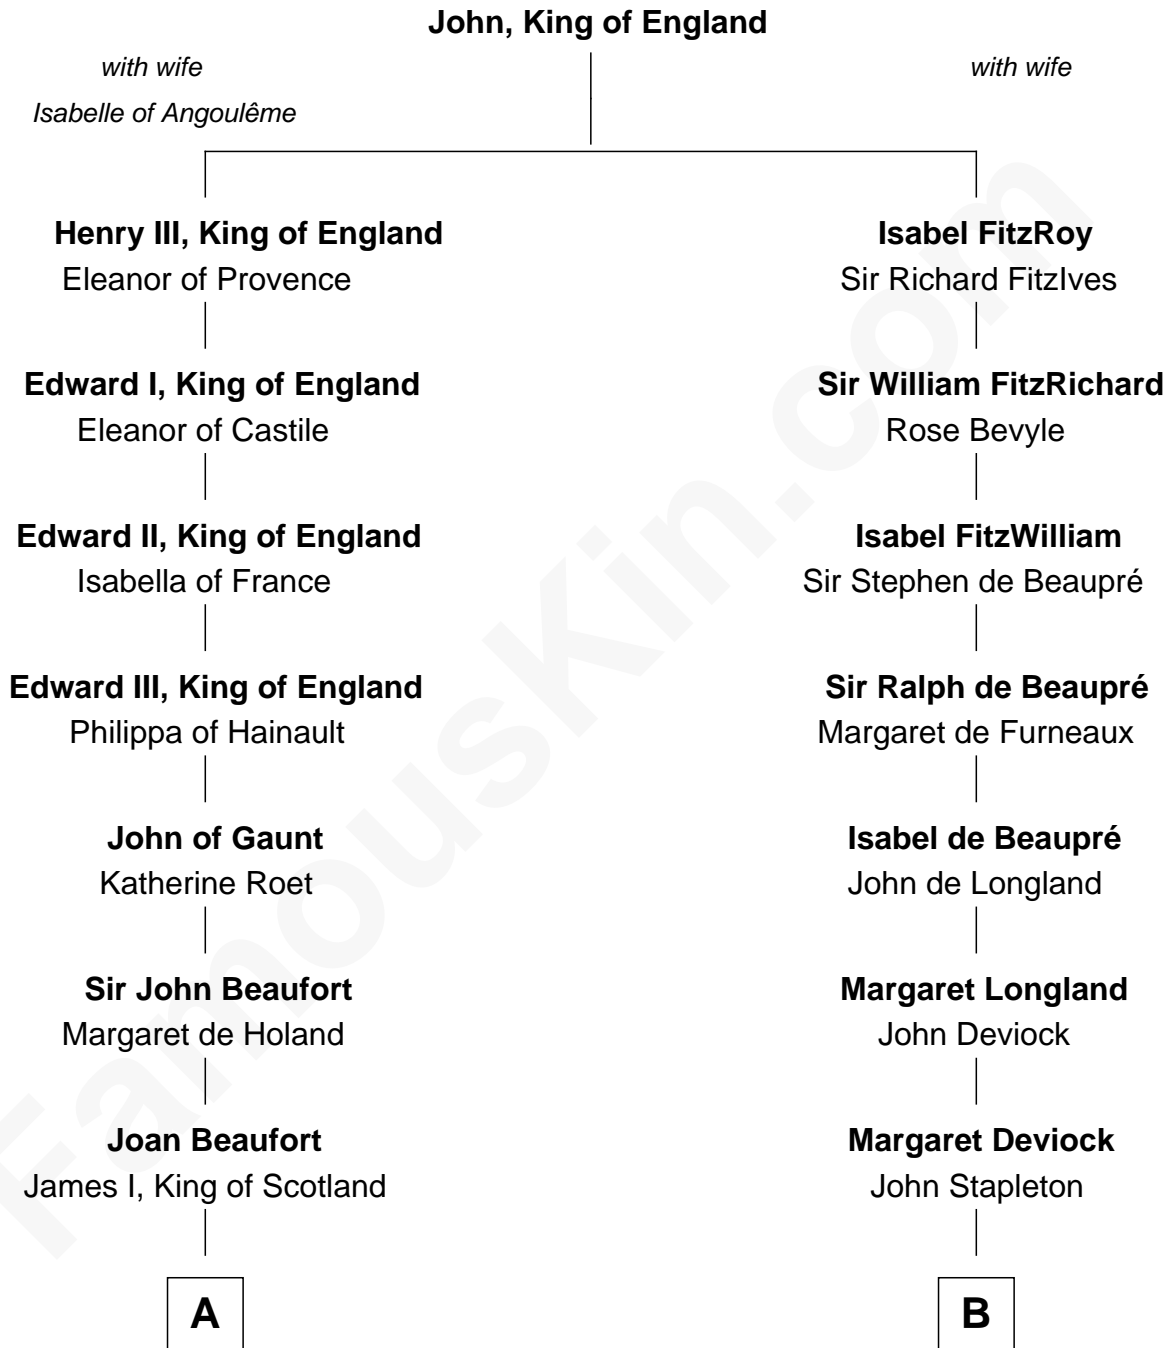 John, King of England
with wife
Isabelle of Angoulême
with wife
Henry III, King of England
Eleanor of Provence
Edward I, King of England
Eleanor of Castile
Edward II, King of England
Isabella of France
Edward III, King of England
Philippa of Hainault
John of Gaunt
Katherine Roet
Sir John Beaufort
Margaret de Holand
Joan Beaufort
James I, King of Scotland
A
Isabel FitzRoy
Sir Richard FitzIves
Sir William FitzRichard
Rose Bevyle
Isabel FitzWilliam
Sir Stephen de Beaupré
Sir Ralph de Beaupré
Margaret de Furneaux
Isabel de Beaupré
John de Longland
Margaret Longland
John Deviock
Margaret Deviock
John Stapleton
B
FamousKin.com